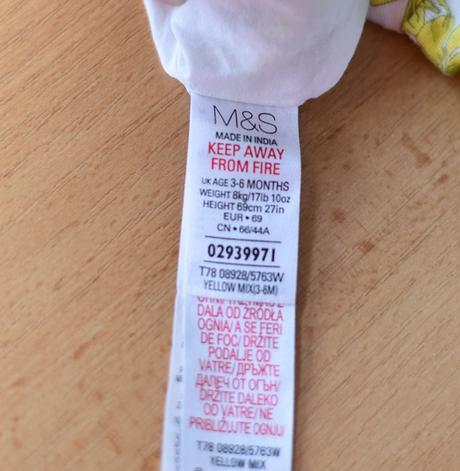 M&S
MADE IN INDIA
KEEP AWAY
FROM FIRE
UK AGE 3-6 MONTHS
WEIGHT 8kg/17lb 10oz
HEIGHT 69cm 27in
EUR • 69
CN • 66/44A
02939971
T78 08928/5763W
YELLOW MIX(3-6M)
DALA OD ŹRÓDŁA
OGNIA/ A SE FERI
DE FOC/ DRŽITE
PODALJE OD
VATRE/ ДРЪЖТЕ
ДАЛЕЧ ОТ ОГЪН/
DRŽITE DALEKO
OD VATRE/ NE
PRIBLIŽUJTE OGNJU
T78 08928/5763W
YELLOW MIX